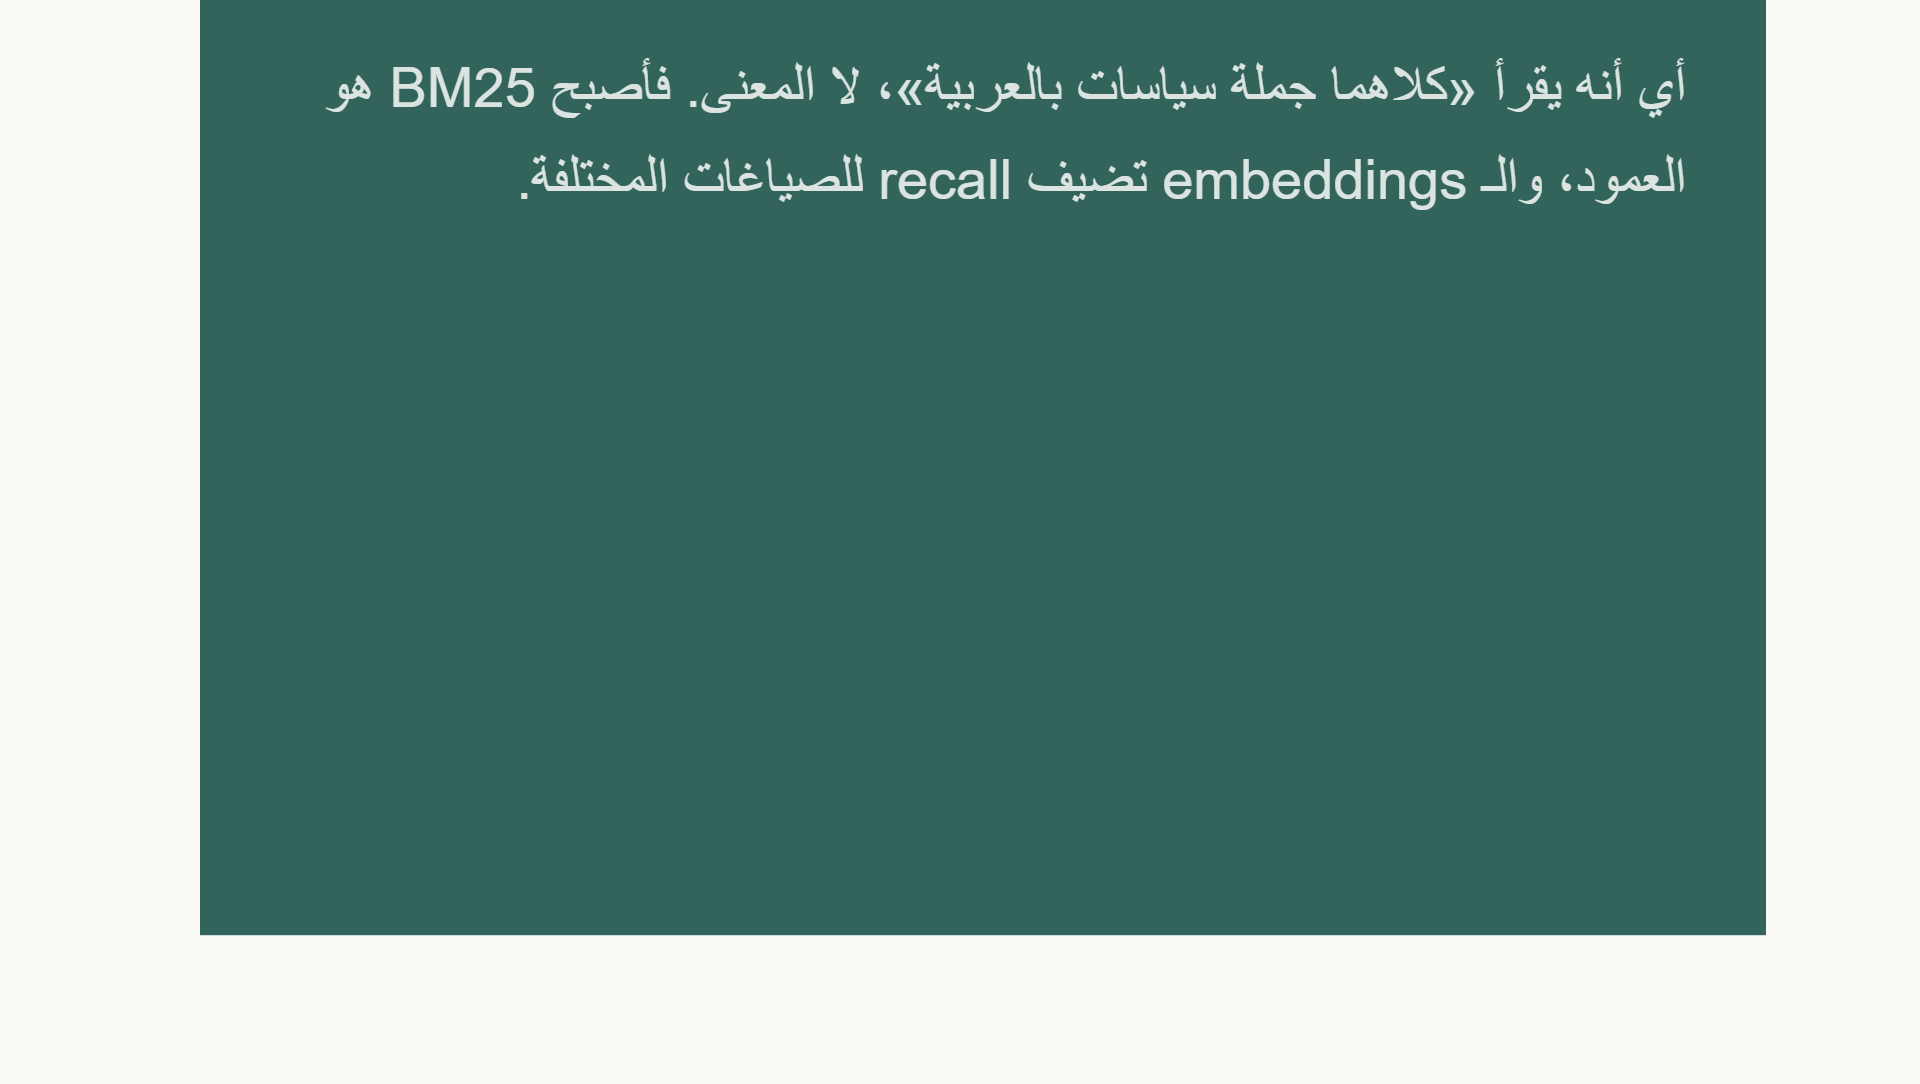 أي أنه يقرأ «كلاهما جملة سياسات بالعربية»، لا المعنى. فأصبح BM25 هو
العمود، والـ embeddings تضيف recall للصياغات المختلفة.